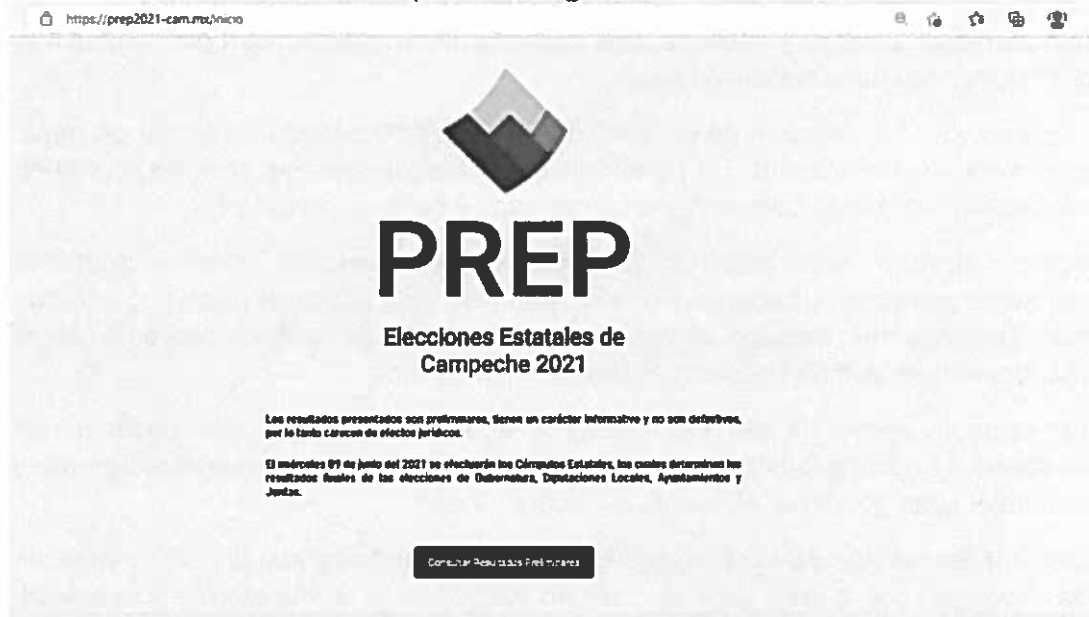 https://prep2021-cam.mx/inicio
PREP
Elecciones Estatales de
Campeche 2021
Los resultados presentados son preliminares, tienen un carácter informativo y no son definitivos,
por lo tanto carecen de efectos jurídicos.
El miércoles 09 de junio del 2021 se efectuarán los Cómputos Estatales, los cuales determinan los
resultados finales de las elecciones de Gubernatura, Diputaciones Locales, Ayuntamientos y
Juntas.
Consultar Resultados Preliminares